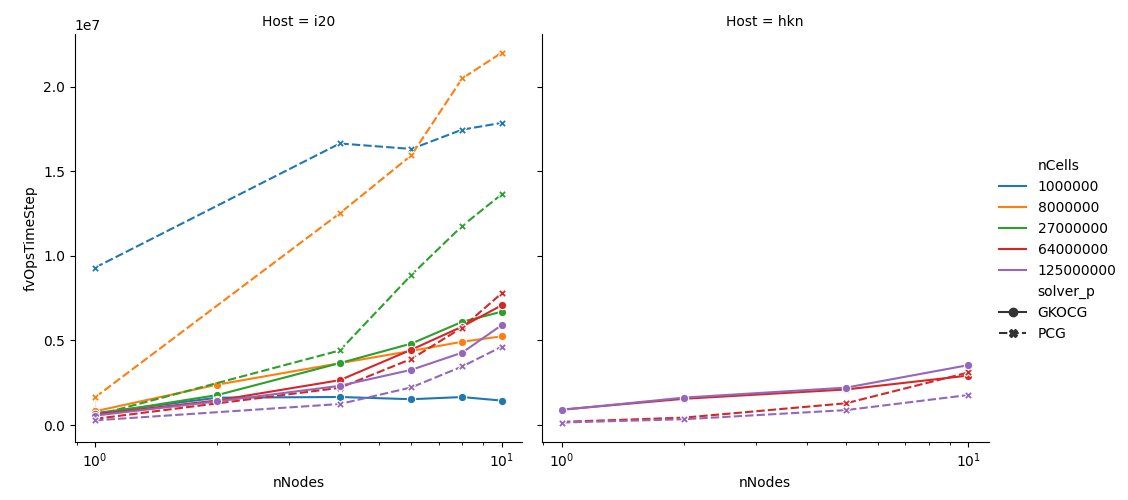 Host = i20
Host = hkn
1e7
2.0
1.5
1.0
0.5
0.0
fvOpsTimeStep
10⁰
10¹
10⁰
10¹
nNodes
nNodes
nCells
1000000
8000000
27000000
64000000
125000000
solver_p
GKOCG
PCG